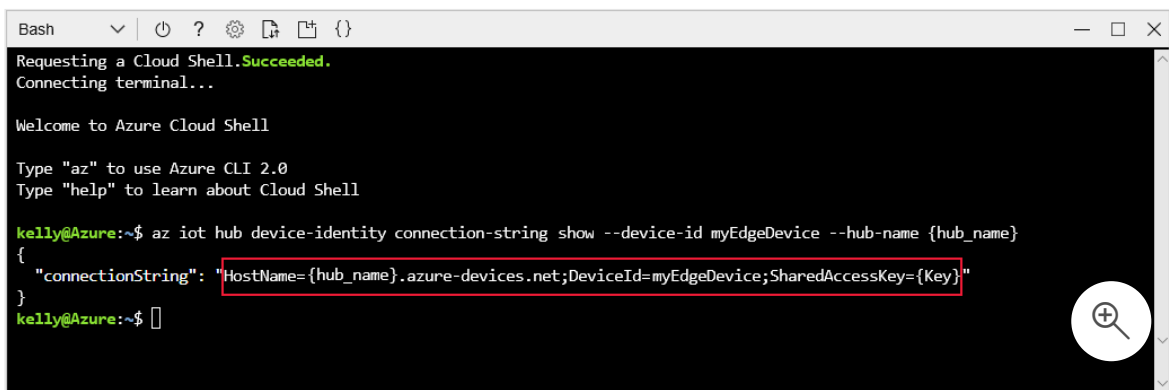 Bash ? {}
Requesting a Cloud Shell.Succeeded.
Connecting terminal...
Welcome to Azure Cloud Shell
Type "az" to use Azure CLI 2.0
Type "help" to learn about Cloud Shell
kelly@Azure:~$ az iot hub device-identity connection-string show --device-id myEdgeDevice --hub-name {hub_name}
{
  "connectionString": "HostName={hub_name}.azure-devices.net;DeviceId=myEdgeDevice;SharedAccessKey={Key}"
}
kelly@Azure:~$